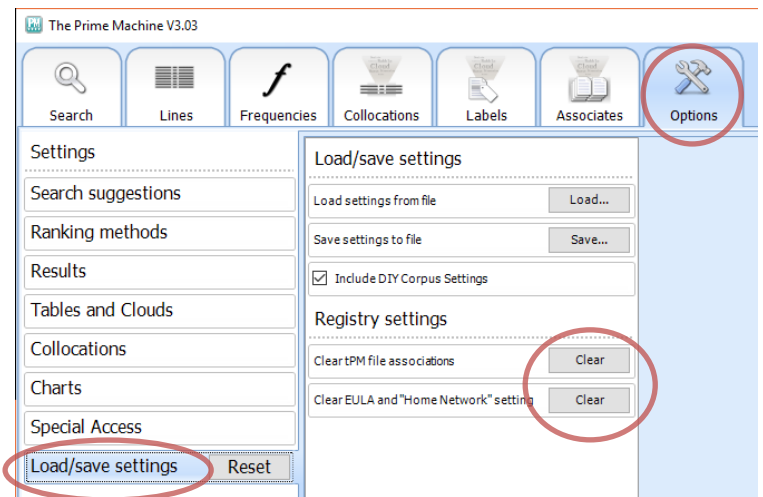 The Prime Machine V3.03
Search
Lines
Frequencies
Collocations
Labels
Associates
Options
Settings
Search suggestions
Ranking methods
Results
Tables and Clouds
Collocations
Charts
Special Access
Load/save settings
Reset
Load/save settings
Load settings from file
Load...
Save settings to file
Save...
Include DIY Corpus Settings
Registry settings
Clear tPM file associations
Clear
Clear EULA and "Home Network" setting
Clear